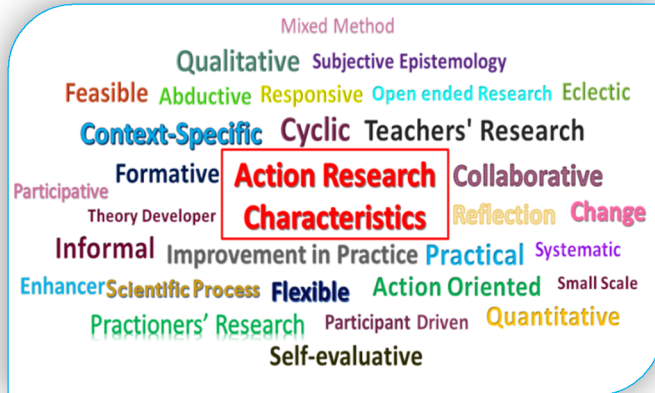 Mixed Method
Qualitative Subjective Epistemology
Feasible Abductive Responsive Open ended Research Eclectic
Context-Specific Cyclic Teachers' Research
Formative Action Research Collaborative
Participative
Theory Developer Characteristics Reflection Change
Informal Improvement in Practice Practical Systematic
Enhancer Scientific Process Flexible Action Oriented Small Scale
Practioners’ Research Participant Driven Quantitative
Self-evaluative